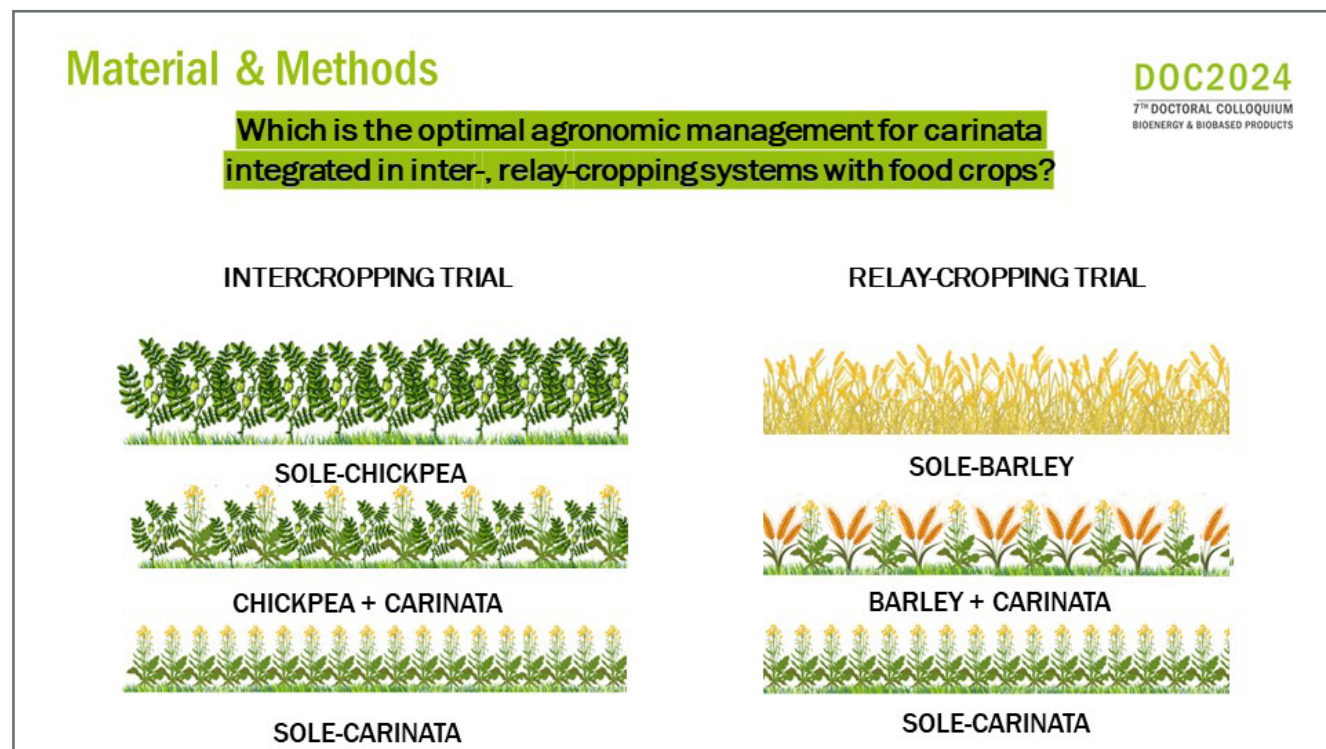 Material & Methods
DOC2024
7TH DOCTORAL COLLOQUIUM
BIOENERGY & BIOBASED PRODUCTS
Which is the optimal agronomic management for carinata
integrated in inter-, relay-cropping systems with food crops?
INTERCROPPING TRIAL
SOLE-CHICKPEA
CHICKPEA + CARINATA
SOLE-CARINATA
RELAY-CROPPING TRIAL
SOLE-BARLEY
BARLEY + CARINATA
SOLE-CARINATA